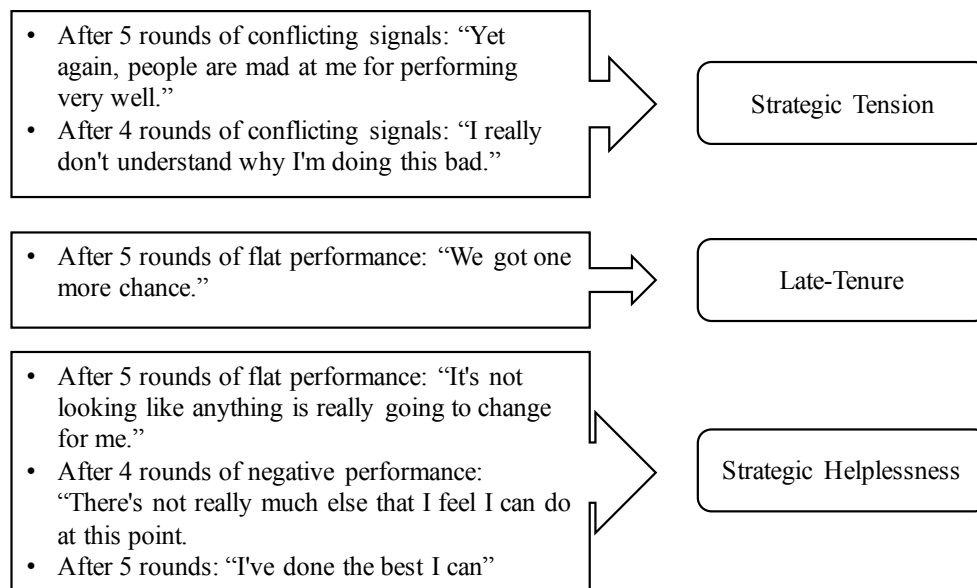 • After 5 rounds of conflicting signals: “Yet
again, people are mad at me for performing
very well.”
• After 4 rounds of conflicting signals: “I really
don't understand why I'm doing this bad.”
Strategic Tension
• After 5 rounds of flat performance: “We got one
more chance.”
Late-Tenure
• After 5 rounds of flat performance: “It's not
looking like anything is really going to change
for me.”
• After 4 rounds of negative performance:
“There's not really much else that I feel I can do
at this point.
• After 5 rounds: “I've done the best I can”
Strategic Helplessness